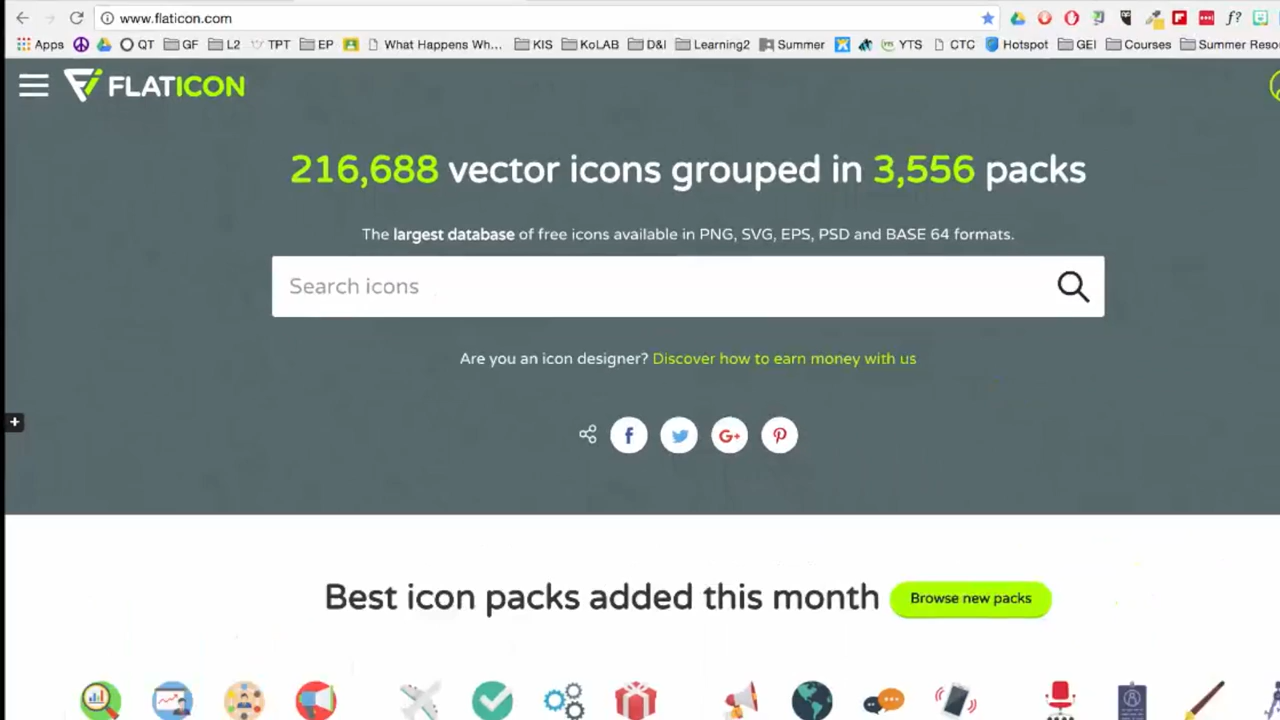 www.flaticon.com
Apps QT GF L2 TPT EP What Happens Wh... KIS KoLAB D&I Learning2 Summer YTS CTC Hotspot GEI Courses Summer Reso
FLATICON
216,688 vector icons grouped in 3,556 packs
The largest database of free icons available in PNG, SVG, EPS, PSD and BASE 64 formats.
Search icons
Are you an icon designer? Discover how to earn money with us
Best icon packs added this month Browse new packs